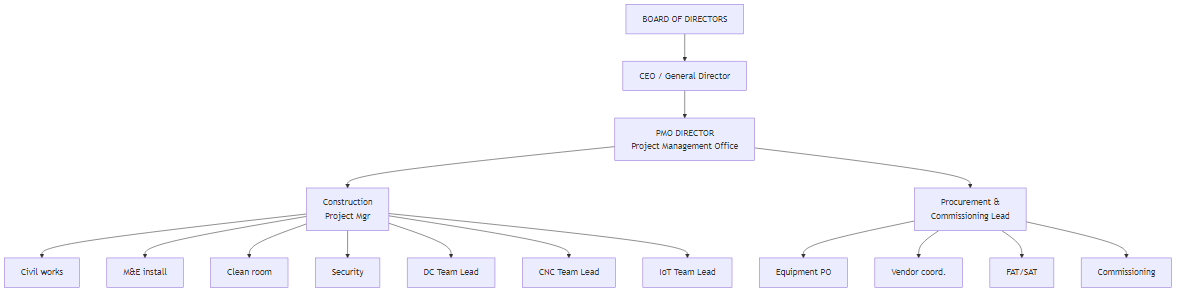 BOARD OF DIRECTORS
CEO / General Director
PMO DIRECTOR
Project Management Office
Construction
Project Mgr
Procurement &
Commissioning Lead
Civil works
M&E install
Clean room
Security
DC Team Lead
CNC Team Lead
IoT Team Lead
Equipment PO
Vendor coord.
FAT/SAT
Commissioning